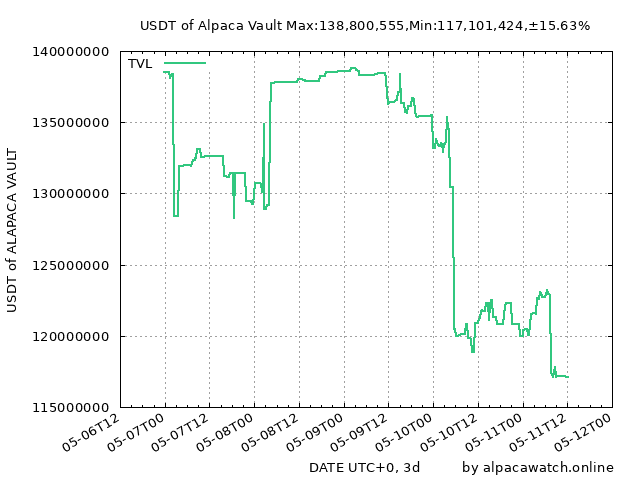 USDT of Alpaca Vault Max:138,800,555,Min:117,101,424,±15.63%
TVL
140000000
135000000
130000000
125000000
120000000
115000000
USDT of ALAPACA VAULT
05-06T12
05-07T00
05-07T12
05-08T00
05-08T12
05-09T00
05-09T12
05-10T00
05-10T12
05-11T00
05-11T12
05-12T00
DATE UTC+0, 3d
by alpacawatch.online